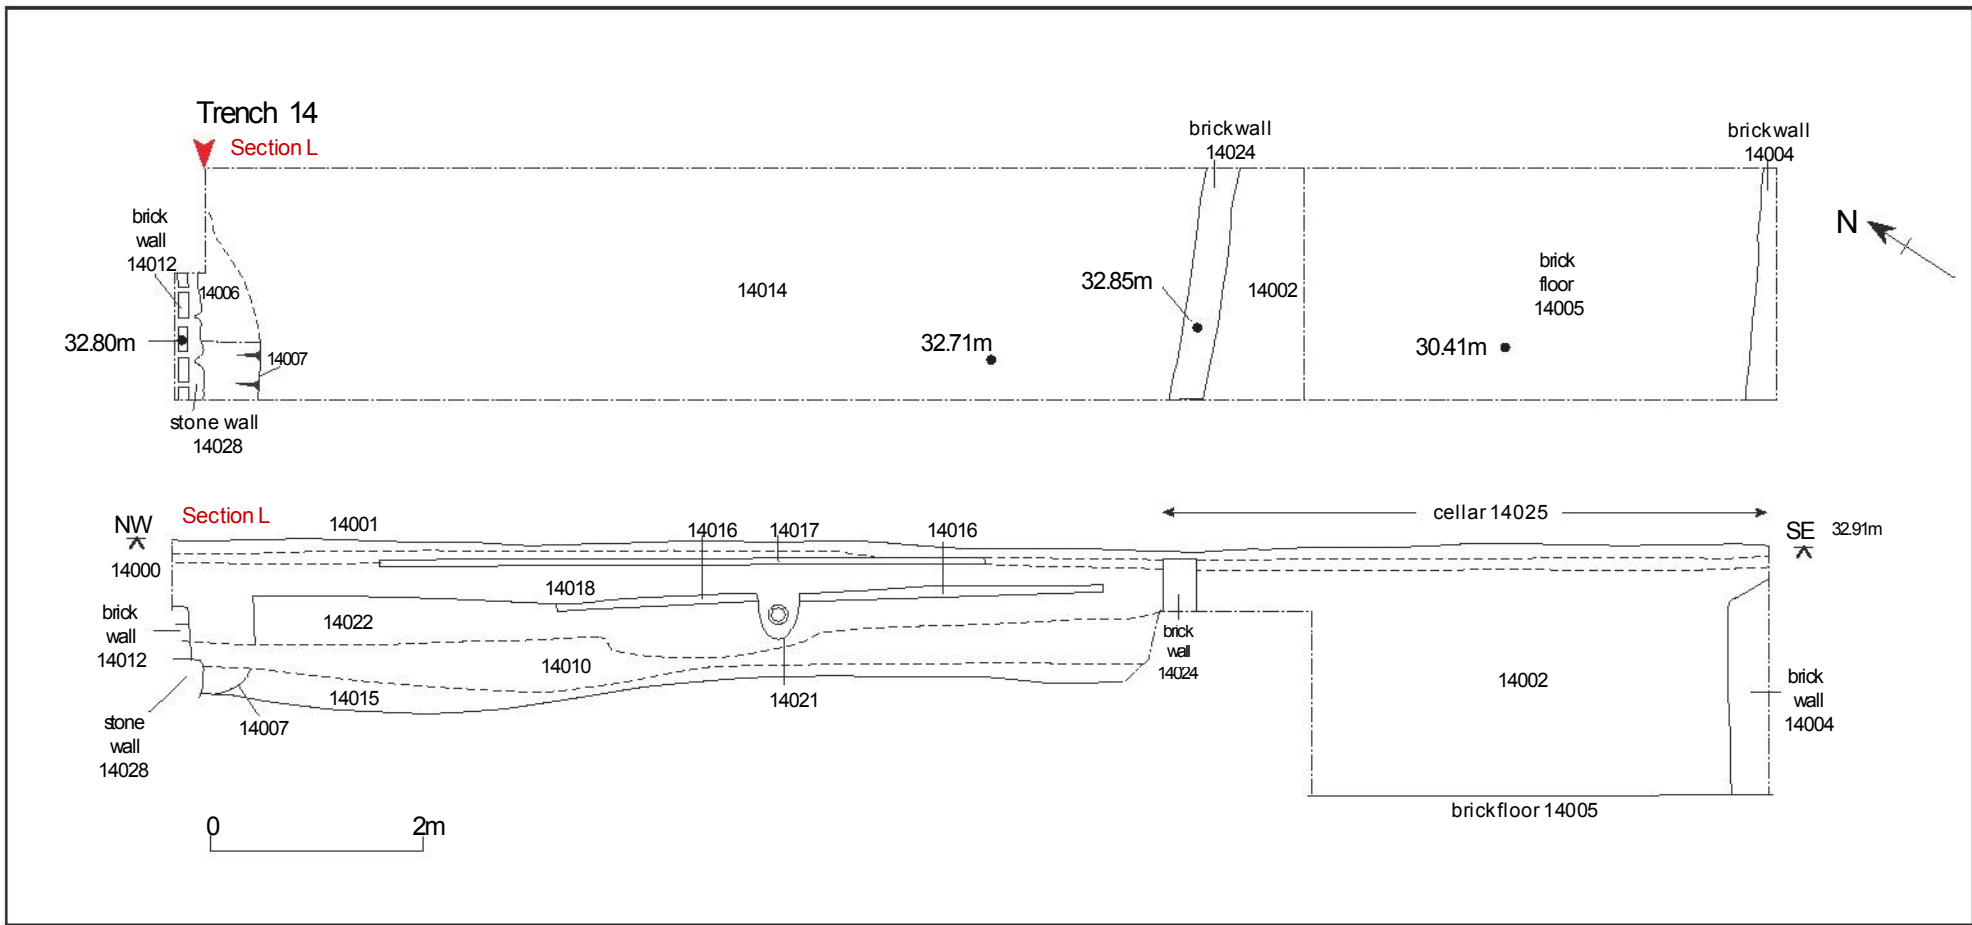 Trench 14
Section L
brick wall
14024
brick wall
14004
brick
wall
14012
N
14006
14014
32.85m
14002
brick
floor
14005
32.80m
14007
32.71m
30.41m
stone wall
14028
NW
Section L
14001
14016
14017
14016
cellar 14025
SE
32.91m
14000
14018
brick
wall
14012
14022
brick
wall
14024
14010
14002
14015
14021
14007
brick
wall
14004
stone
wall
14028
brick floor 14005
0
2m